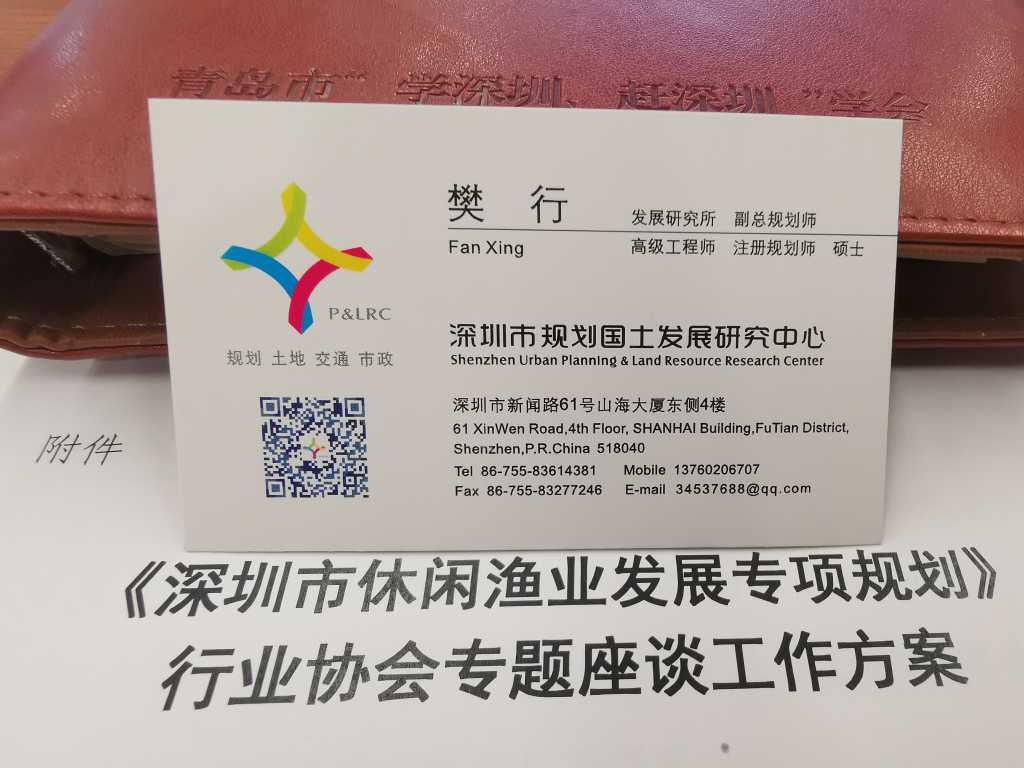 青岛市“学深圳、赶深圳”学台
樊 行
发展研究所 副总规划师
Fan Xing
高级工程师 注册规划师 硕士
P&LRC
规划 土地 交通 市政
深圳市规划国土发展研究中心
Shenzhen Urban Planning & Land Resource Research Center
深圳市新闻路61号山海大厦东侧4楼
61 XinWen Road,4th Floor, SHANHAI Building,FuTian District,
Shenzhen,P.R.China 518040
Tel 86-755-83614381 Mobile 13760206707
Fax 86-755-83277246 E-mail 34537688@qq.com
附件
《深圳市休闲渔业发展专项规划》
行业协会专题座谈工作方案